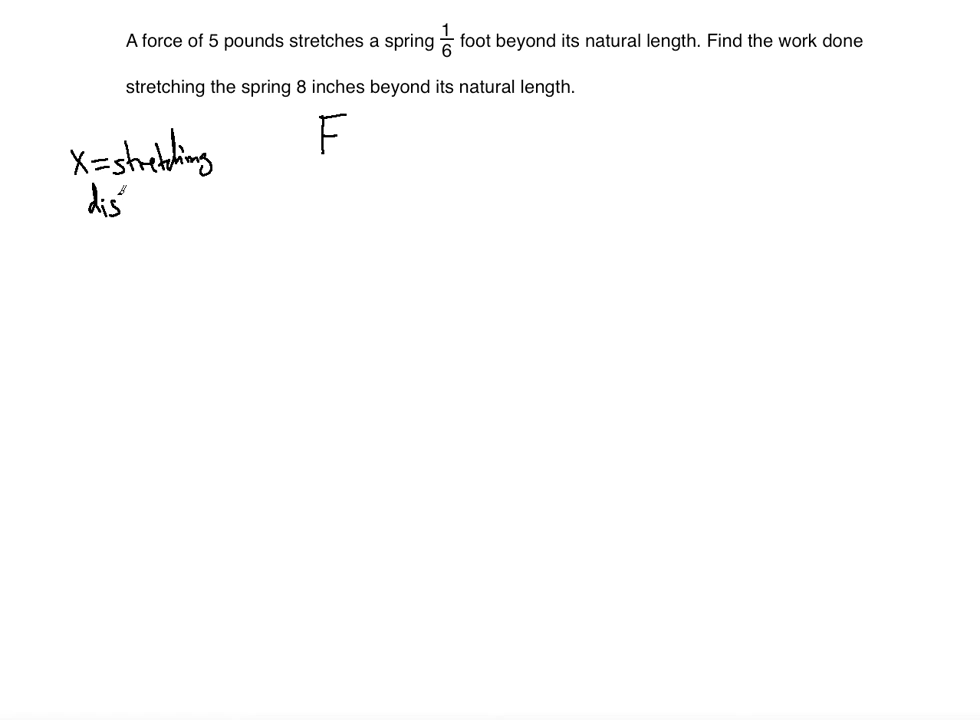 A force of 5 pounds stretches a spring 1/6 foot beyond its natural length. Find the work done
stretching the spring 8 inches beyond its natural length.
F
x=stretching
dis